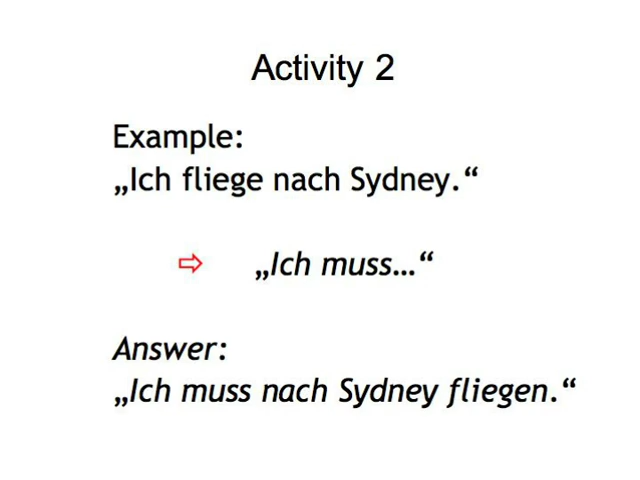 Activity 2
Example:
„Ich fliege nach Sydney.“
⇨ „Ich muss…“
Answer:
„Ich muss nach Sydney fliegen.“